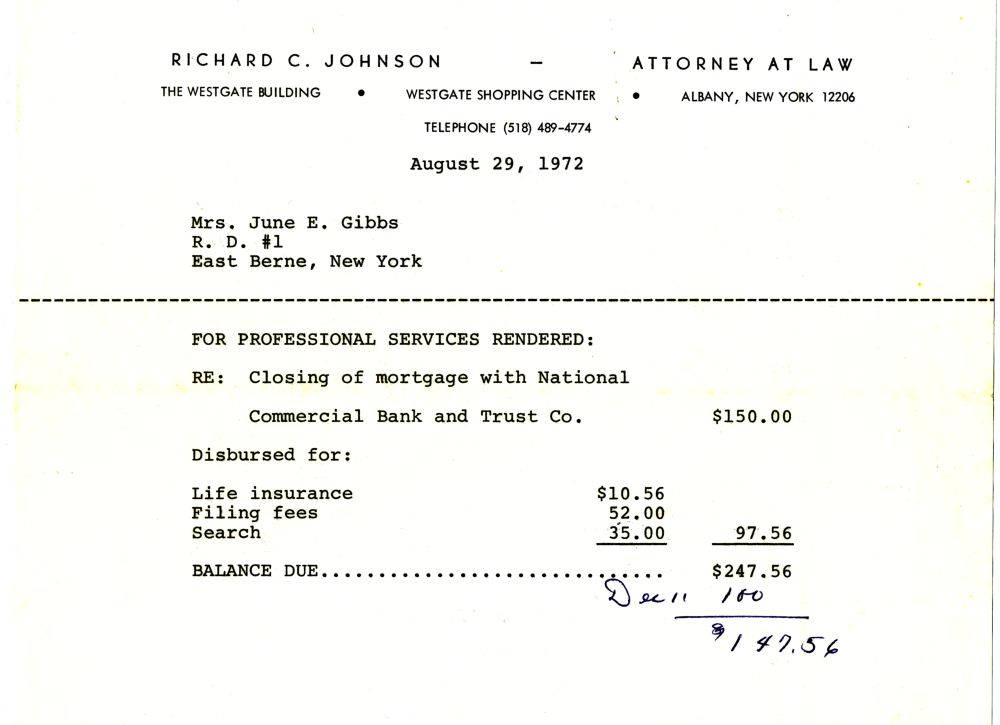 RICHARD C. JOHNSON – ATTORNEY AT LAW
THE WESTGATE BUILDING • WESTGATE SHOPPING CENTER • ALBANY, NEW YORK 12206
TELEPHONE (518) 489-4774
August 29, 1972
Mrs. June E. Gibbs
R. D. #1
East Berne, New York
FOR PROFESSIONAL SERVICES RENDERED:
RE: Closing of mortgage with National
Commercial Bank and Trust Co. $150.00
Disbursed for:
Life insurance $10.56
Filing fees 52.00
Search 35.00 97.56
BALANCE DUE.............................. $247.56
Dec 11 100
$147.56